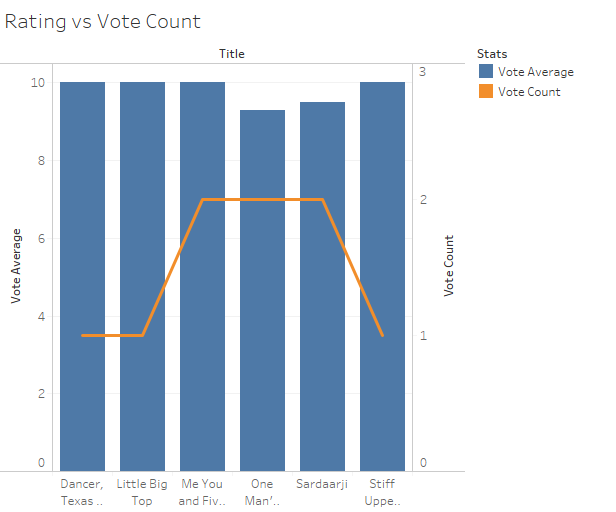 Rating vs Vote Count
Title
Stats
Vote Average
Vote Count
10
8
6
4
2
0
Vote Average
3
2
1
0
Vote Count
Dancer,
Texas ..
Little Big
Top
Me You
and Fiv..
One
Man'..
Sardaarji
Stiff
Uppe..